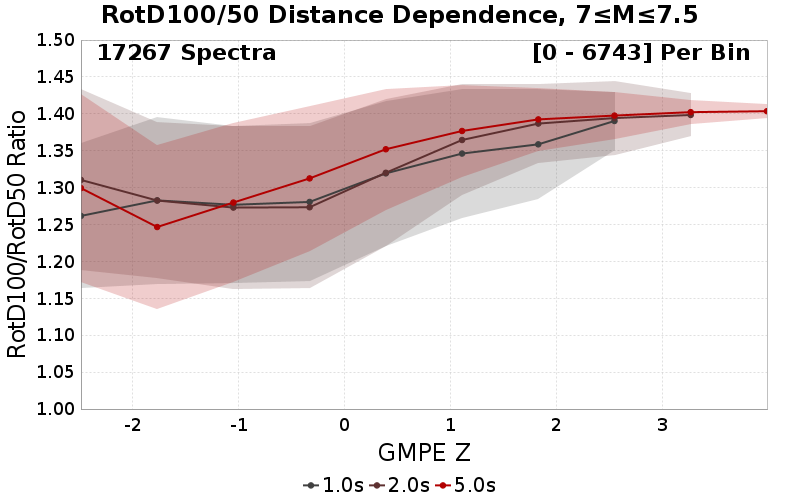 RotD100/50 Distance Dependence, 7≤M≤7.5
17267 Spectra
[0 - 6743] Per Bin
RotD100/RotD50 Ratio
1.50
1.45
1.40
1.35
1.30
1.25
1.20
1.15
1.10
1.05
1.00
-2 -1 0 1 2 3
GMPE Z
1.0s 2.0s 5.0s